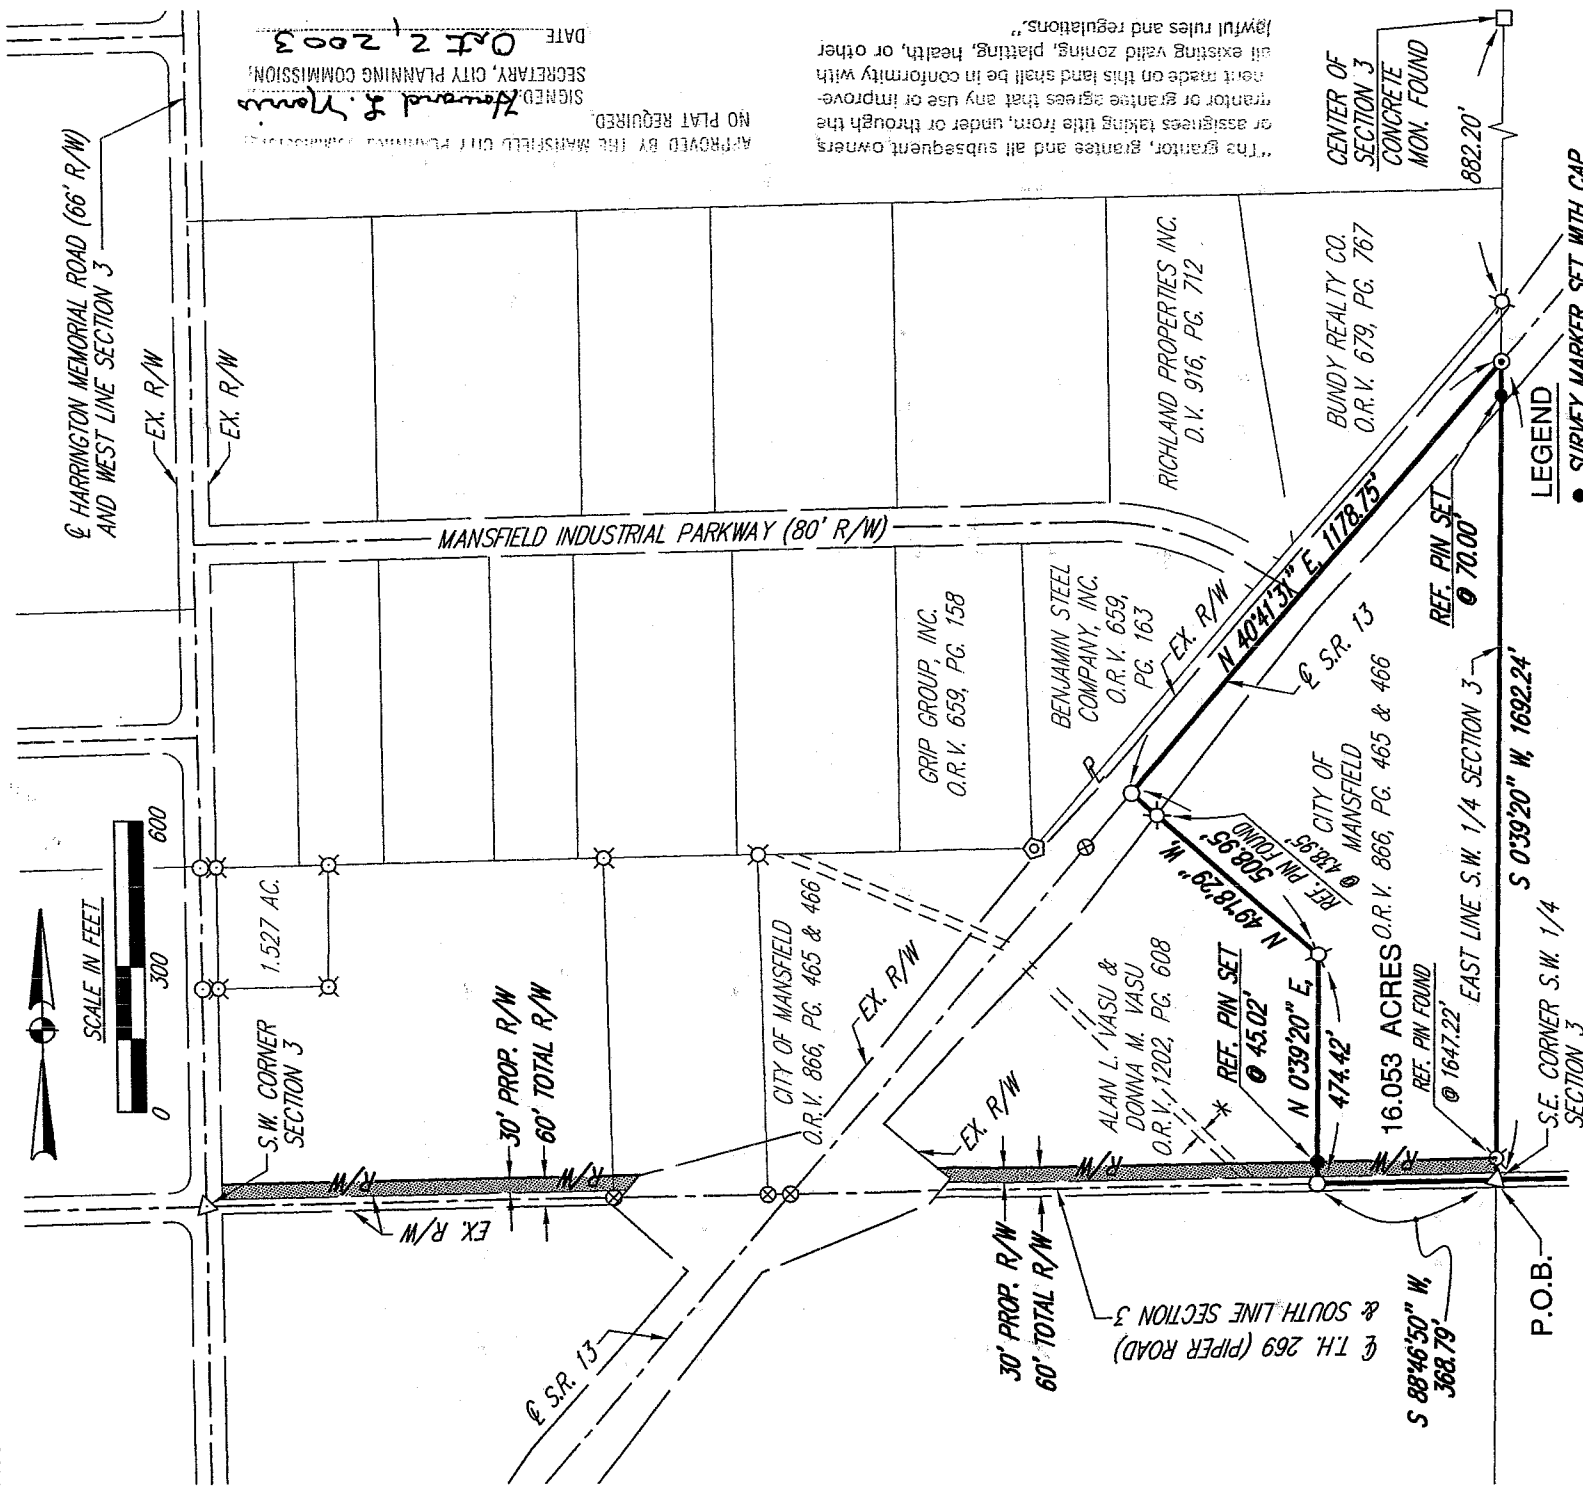 ℄ HARRINGTON MEMORIAL ROAD (66' R/W)
AND WEST LINE SECTION 3
EX. R/W
EX. R/W
APPROVED BY THE MANSFIELD CITY PLANNING
NO PLAT REQUIRED.
SIGNED: Howard L. Norris
SECRETARY, CITY PLANNING COMMISSION
DATE Oct 2, 2003
"The grantor, grantee and all subsequent owners
or assignees taking title from, under or through the
grantor or grantee agrees that any use or improve-
ment made on this land shall be in conformity with
all existing valid zoning, platting, health, or other
lawful rules and regulations."
CENTER OF
SECTION 3
CONCRETE
MON. FOUND
882.20'
SCALE IN FEET
0
300
600
1.527 AC.
S.W. CORNER
SECTION 3
MANSFIELD INDUSTRIAL PARKWAY (80' R/W)
RICHLAND PROPERTIES INC.
D.V. 916, PG. 712
BUNDY REALTY CO.
O.R.V. 679, PG. 767
GRIP GROUP, INC.
O.R.V. 659, PG. 158
BENJAMIN STEEL
COMPANY, INC.
O.R.V. 659,
PG. 163
EX. R/W
N 40°41'31" E, 1178.75'
℄ S.R. 13
REF. PIN SET
@ 70.00'
LEGEND
● SURVEY MARKER SET WITH CAP
30' PROP. R/W
60' TOTAL R/W
R/W
R/W
EX. R/W
CITY OF MANSFIELD
O.R.V. 866, PG. 465 & 466
EX. R/W
EX. R/W
N 49°18'29" W,
508.95'
REF. PIN FOUND
@ 438.95'
CITY OF
MANSFIELD
O.R.V. 866, PG. 465 & 466
ALAN L. VASU &
DONNA M. VASU
O.R.V. 1202, PG. 608
REF. PIN SET
@ 45.02'
N 0°39'20" E,
474.42'
16.053 ACRES
REF. PIN FOUND
@ 1647.22'
EAST LINE S.W. 1/4 SECTION 3
S 0°39'20" W, 1692.24'
R/W
R/W
S.E. CORNER S.W. 1/4
SECTION 3
℄ S.R. 13
30' PROP. R/W
60' TOTAL R/W
℄ T.H. 269 (PIPER ROAD)
& SOUTH LINE SECTION 3
S 88°46'50" W,
368.79'
P.O.B.